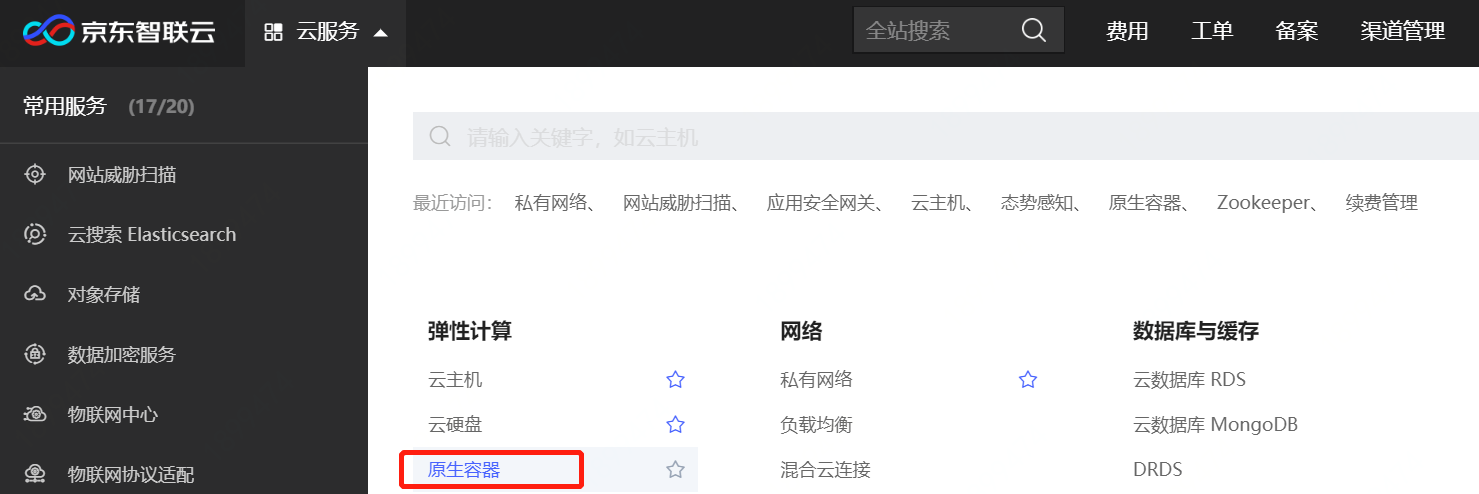 京东智联云 云服务 全站搜索 费用 工单 备案 渠道管理
常用服务 (17/20)
网站威胁扫描
云搜索 Elasticsearch
对象存储
数据加密服务
物联网中心
物联网协议适配
请输入关键字，如云主机
最近访问： 私有网络、 网站威胁扫描、 应用安全网关、 云主机、 态势感知、 原生容器、 Zookeeper、 续费管理
弹性计算
云主机
云硬盘
原生容器
网络
私有网络
负载均衡
混合云连接
数据库与缓存
云数据库 RDS
云数据库 MongoDB
DRDS